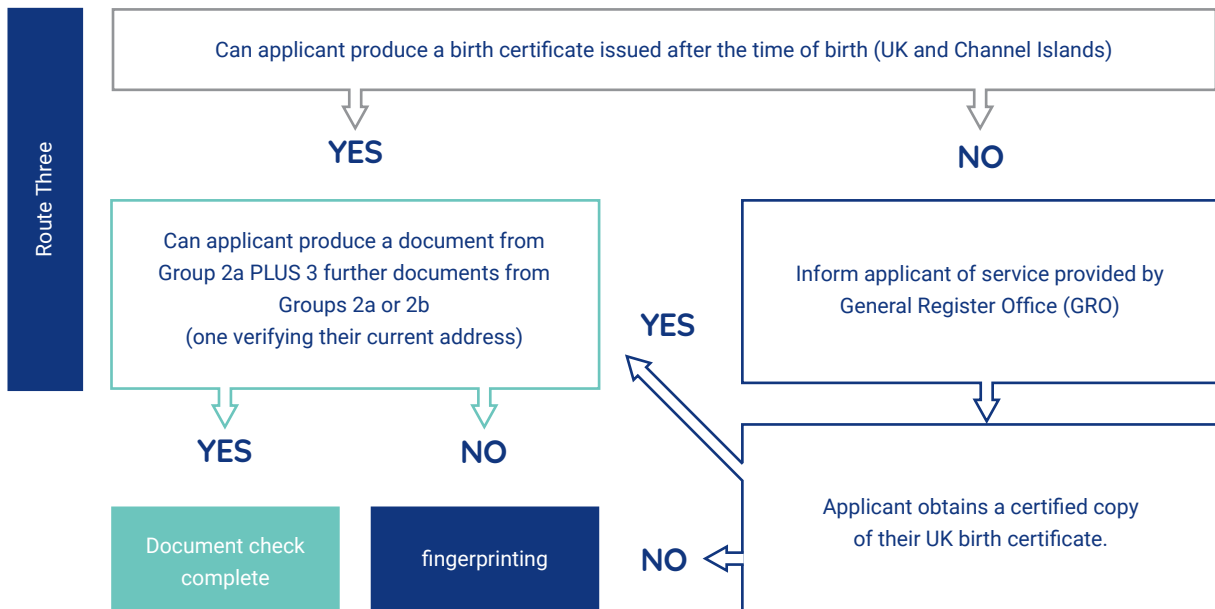 Route Three
Can applicant produce a birth certificate issued after the time of birth (UK and Channel Islands)
YES
NO
Can applicant produce a document from
Group 2a PLUS 3 further documents from
Groups 2a or 2b
(one verifying their current address)
Inform applicant of service provided by
General Register Office (GRO)
YES
YES
NO
Applicant obtains a certified copy
of their UK birth certificate.
Document check
complete
fingerprinting
NO